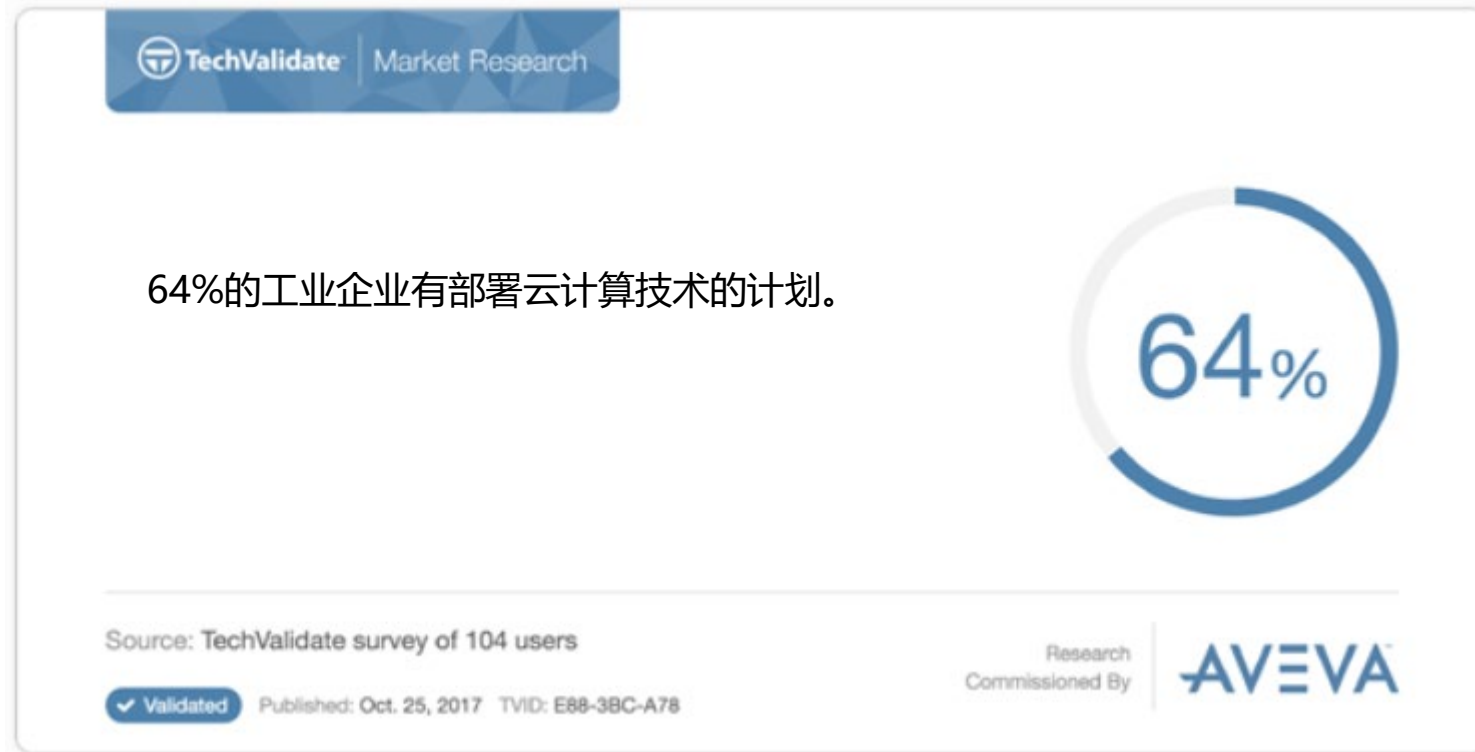 TechValidate Market Research
64%的工业企业有部署云计算技术的计划。
64%
Source: TechValidate survey of 104 users
Research
Commissioned By
AVEVA
Validated Published: Oct. 25, 2017 TVID: E88-3BC-A78